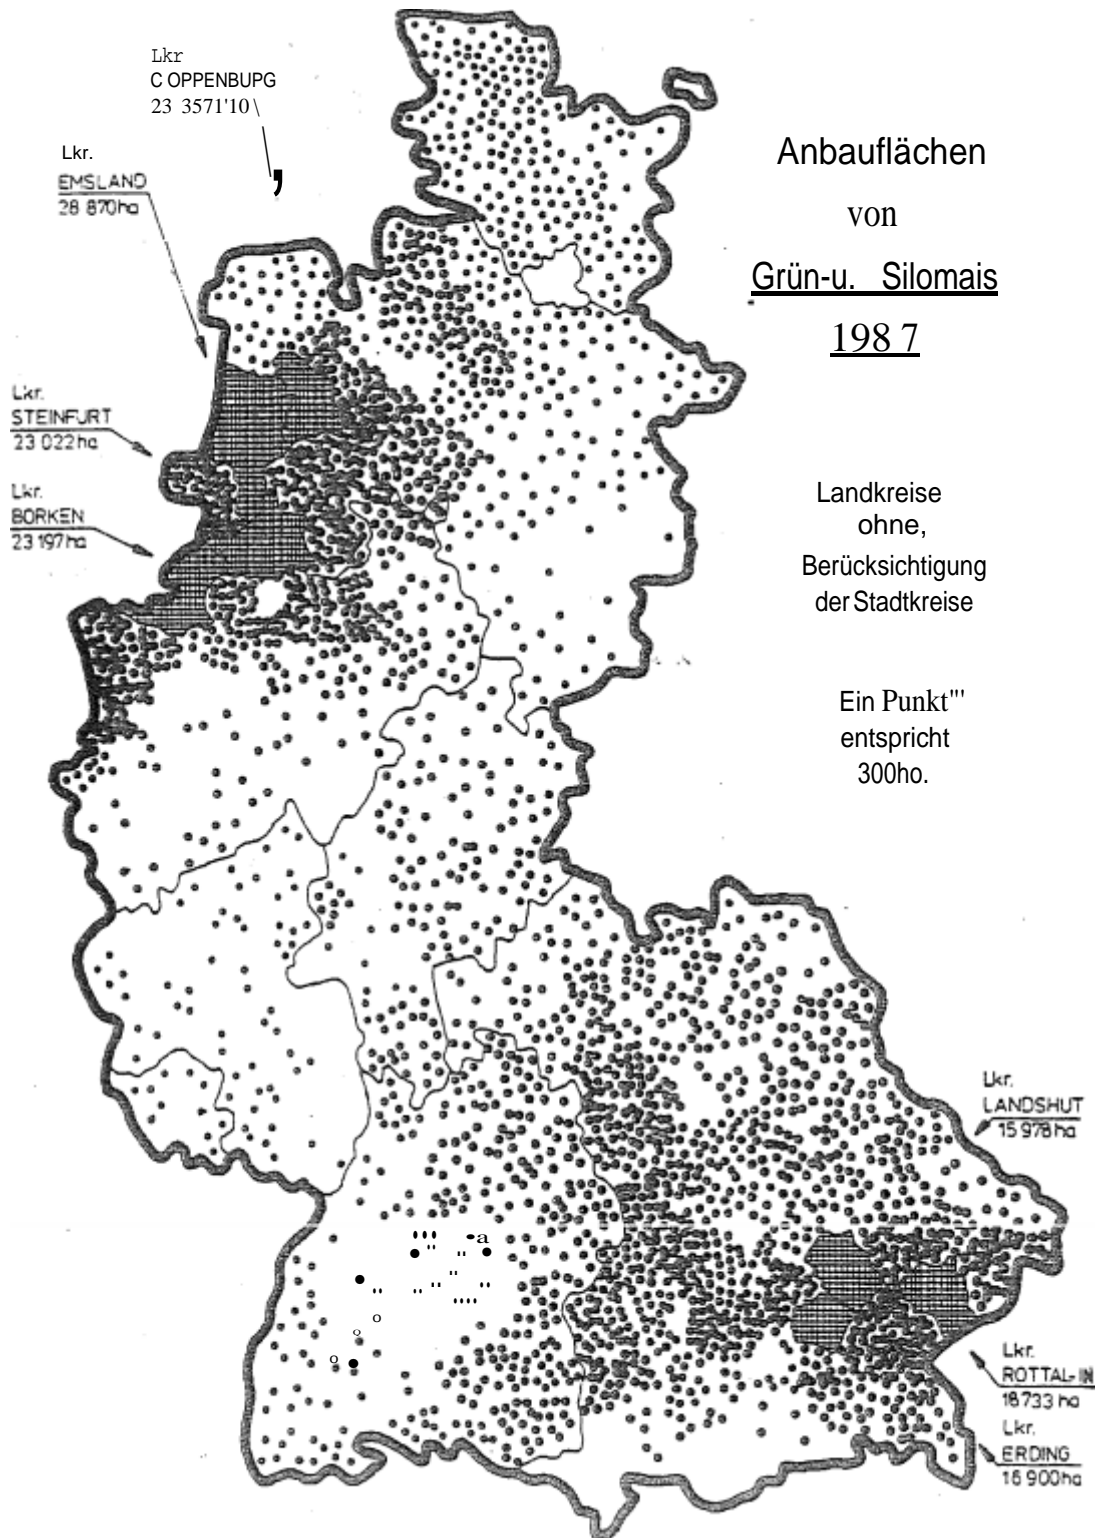 Lkr
C OPPENBUPG
23 3571'10 \
Lkr.
EMSLAND
28 870ha
Lkr.
STEINFURT
23 022ha
Lkr.
BORKEN
23 197ha
Anbauflächen
von
Grün-u. Silomais
198 7
Landkreise
ohne,
Berücksichtigung
der Stadtkreise
Ein Punkt"'
entspricht
300ho.
Lkr.
LANDSHUT
15 978ha
Lkr.
ROTTAL-IN
18733 ha
Lkr.
ERDING
16 900ha